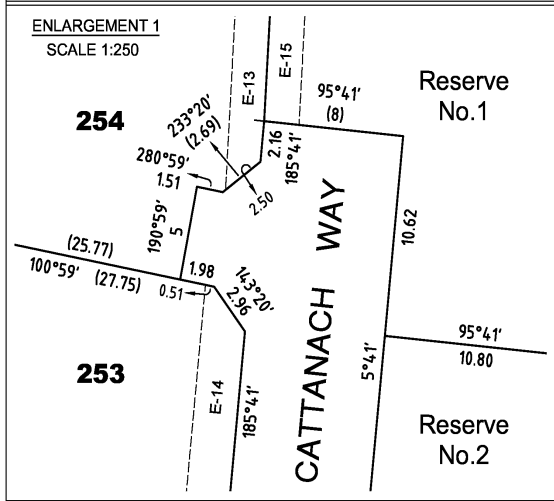 ENLARGEMENT 1
SCALE 1:250
E-13
E-15
95°41'
(8)
Reserve
No.1
254
233°20'
(2.69)
2.16
185°41'
280°59'
1.51
2.50
190°59'
5
CATTANACH WAY
10.62
(25.77)
100°59' (27.75)
1.98
0.51
143°20'
2.96
95°41'
10.80
5°41'
253
E-14
185°41'
Reserve
No.2